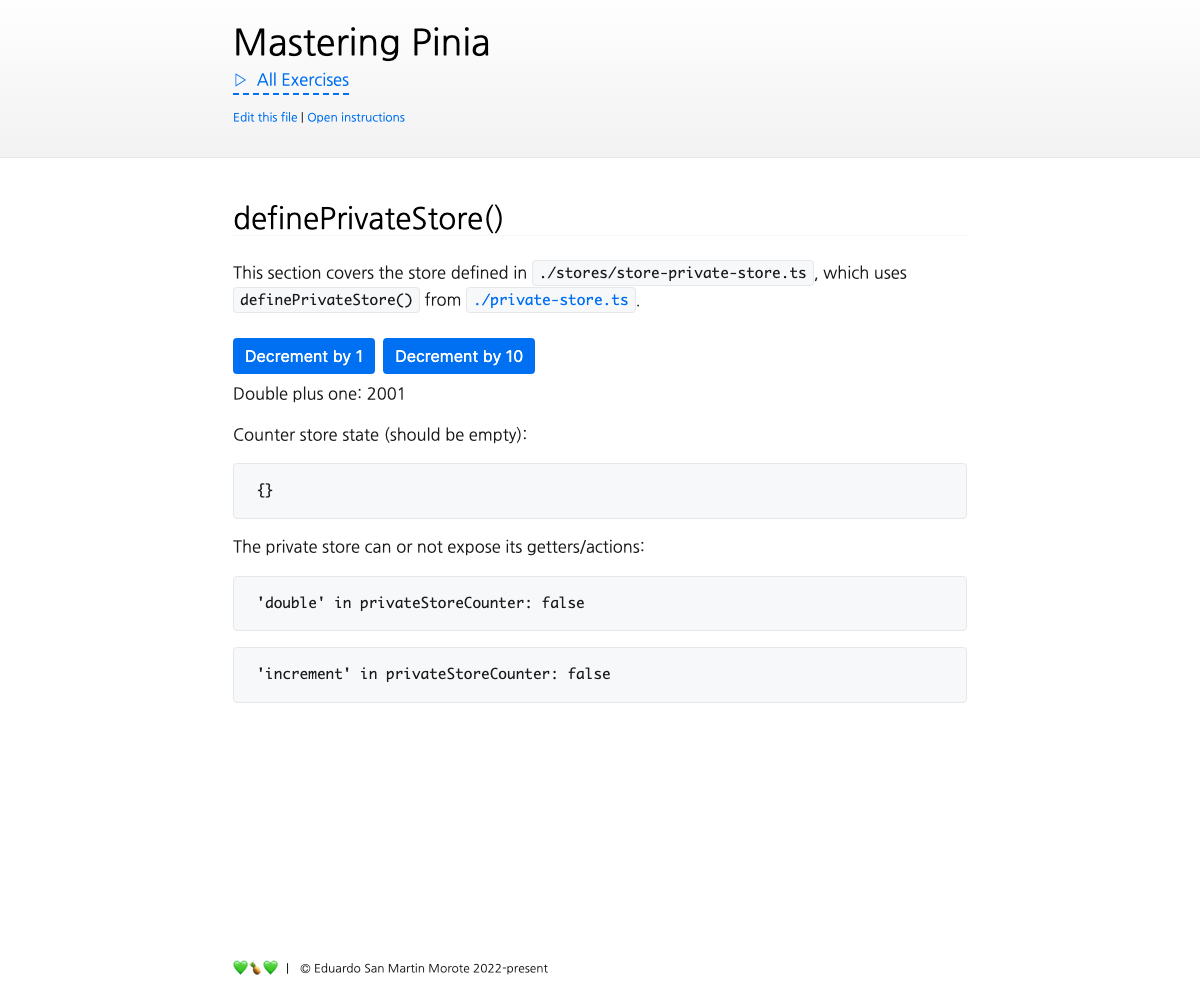 Mastering Pinia
▷ All Exercises
Edit this file | Open instructions
definePrivateStore()
This section covers the store defined in ./stores/store-private-store.ts, which uses
definePrivateStore() from ./private-store.ts.
Decrement by 1 Decrement by 10
Double plus one: 2001
Counter store state (should be empty):
{}
The private store can or not expose its getters/actions:
'double' in privateStoreCounter: false
'increment' in privateStoreCounter: false
💚🍍💚 | © Eduardo San Martin Morote 2022-present